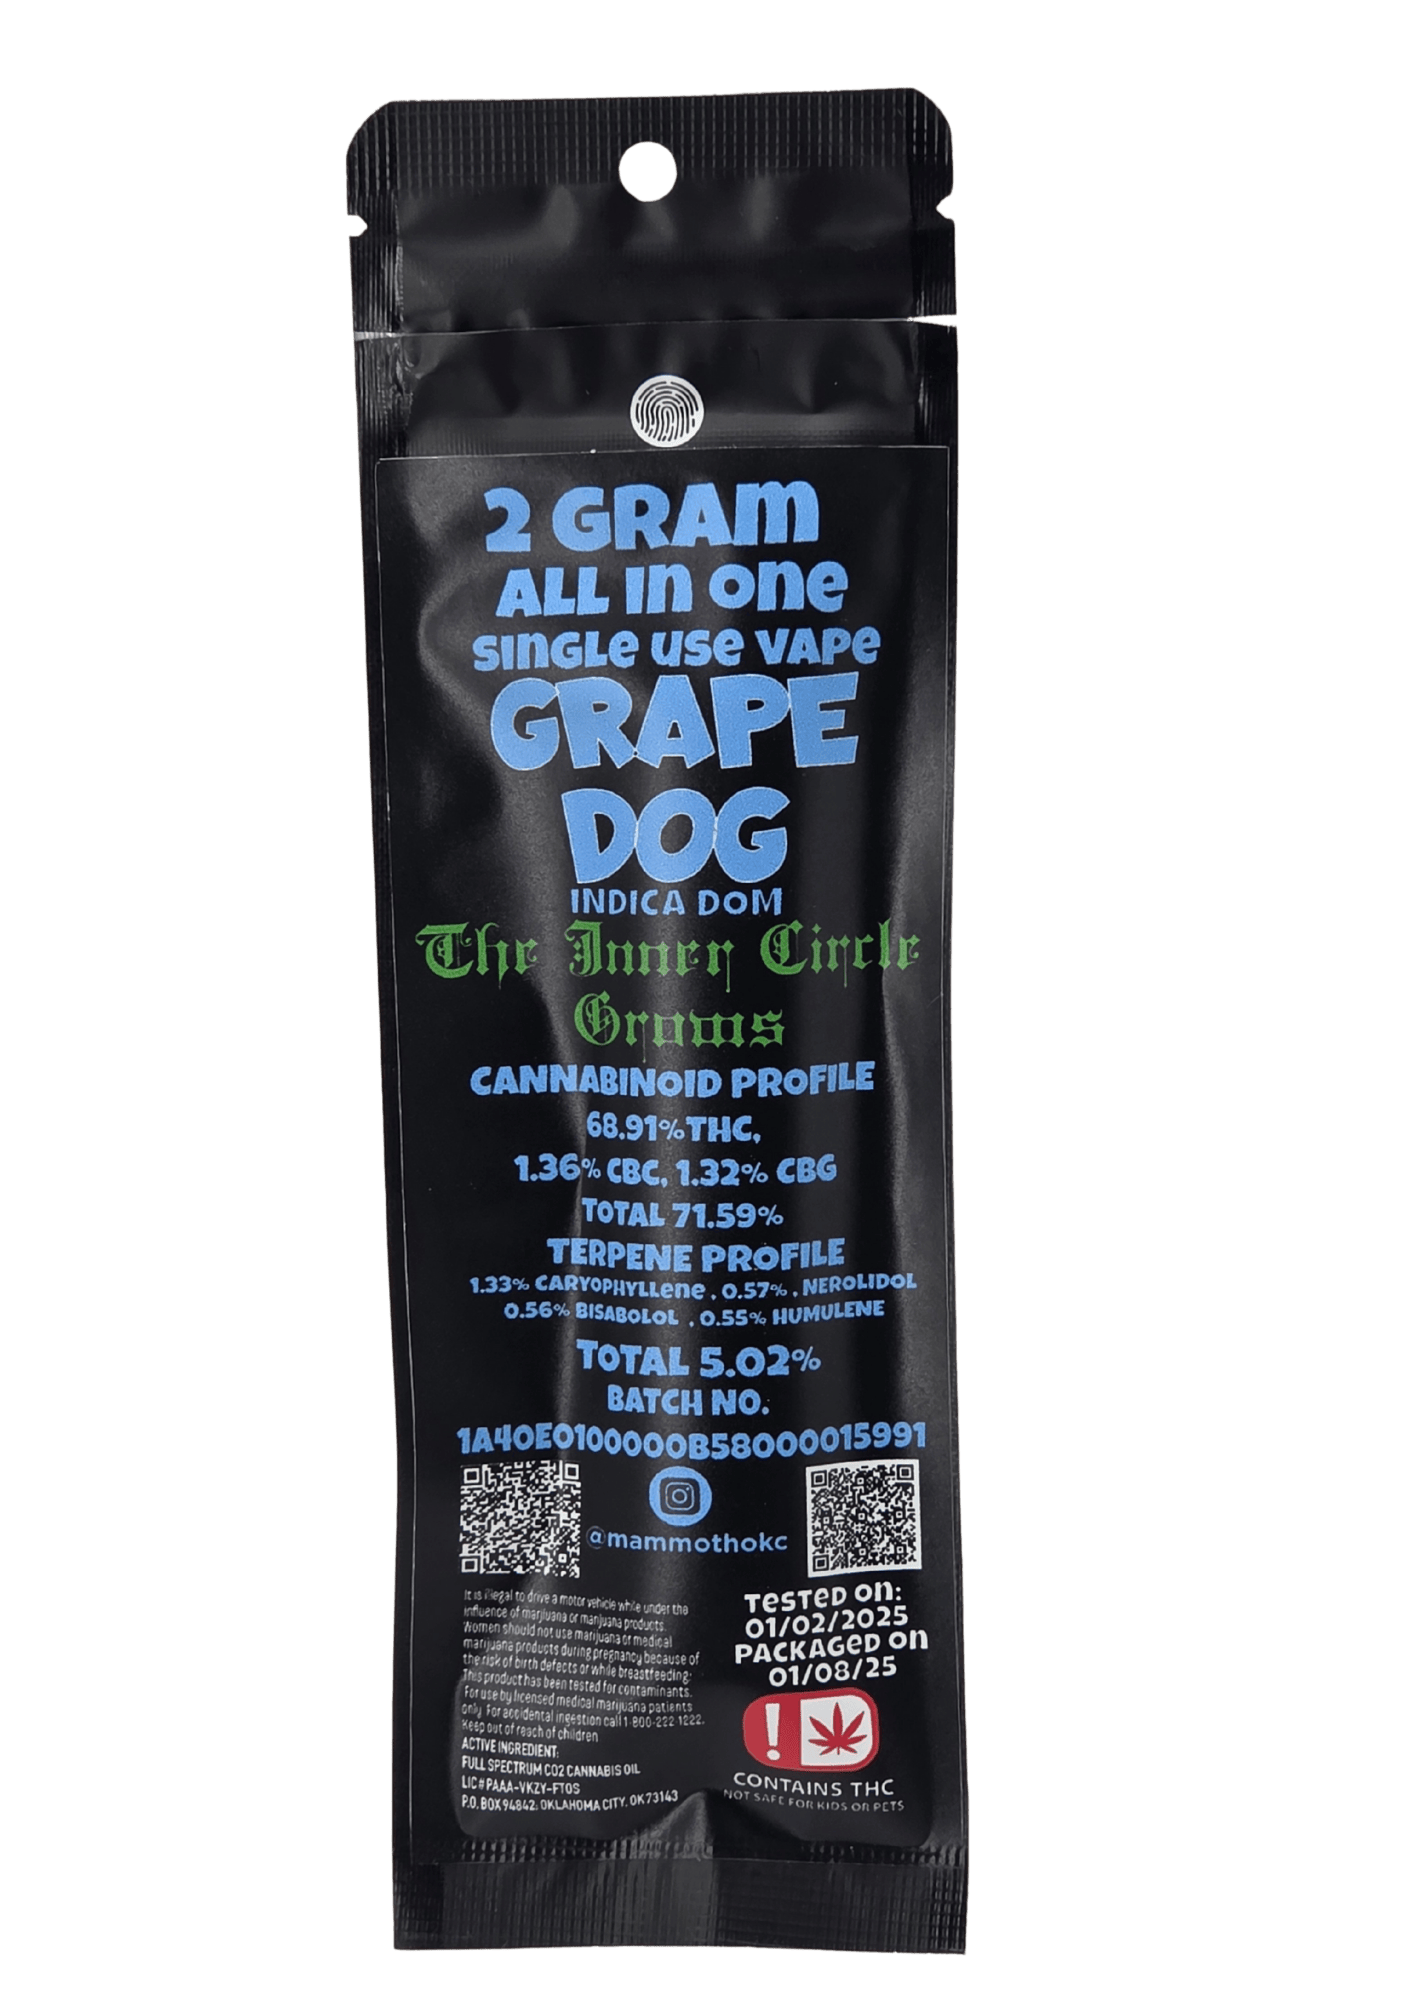 2 GRAM
ALL IN ONE
SINGLE USE VAPE
GRAPE
DOG
INDICA DOM
The Inner Circle
Grows
CANNABINOID PROFILE
68.91% THC,
1.36% CBC, 1.32% CBG
TOTAL 71.59%
TERPENE PROFILE
1.33% CARYOPHYLLENE , 0.57% , NEROLIDOL
0.56% BISABOLOL , 0.55% HUMULENE
TOTAL 5.02%
BATCH NO.
1A40E0100000B58000015991
@mammothokc
It is illegal to drive a motor vehicle while under the
influence of marijuana or marijuana products.
Women should not use marijuana or medical
marijuana products during pregnancy because of
the risk of birth defects or while breastfeeding.
This product has been tested for contaminants.
For use by licensed medical marijuana patients
only. For accidental ingestion call 1-800-222 1222.
Keep out of reach of children
ACTIVE INGREDIENT:
FULL SPECTRUM CO2 CANNABIS OIL
LIC# PAAA-VKZY-FTOS
P.O. BOX 94842, OKLAHOMA CITY, OK 73143
TESTED ON:
01/02/2025
PACKAGED ON
01/08/25
!
CONTAINS THC
NOT SAFE FOR KIDS OR PETS